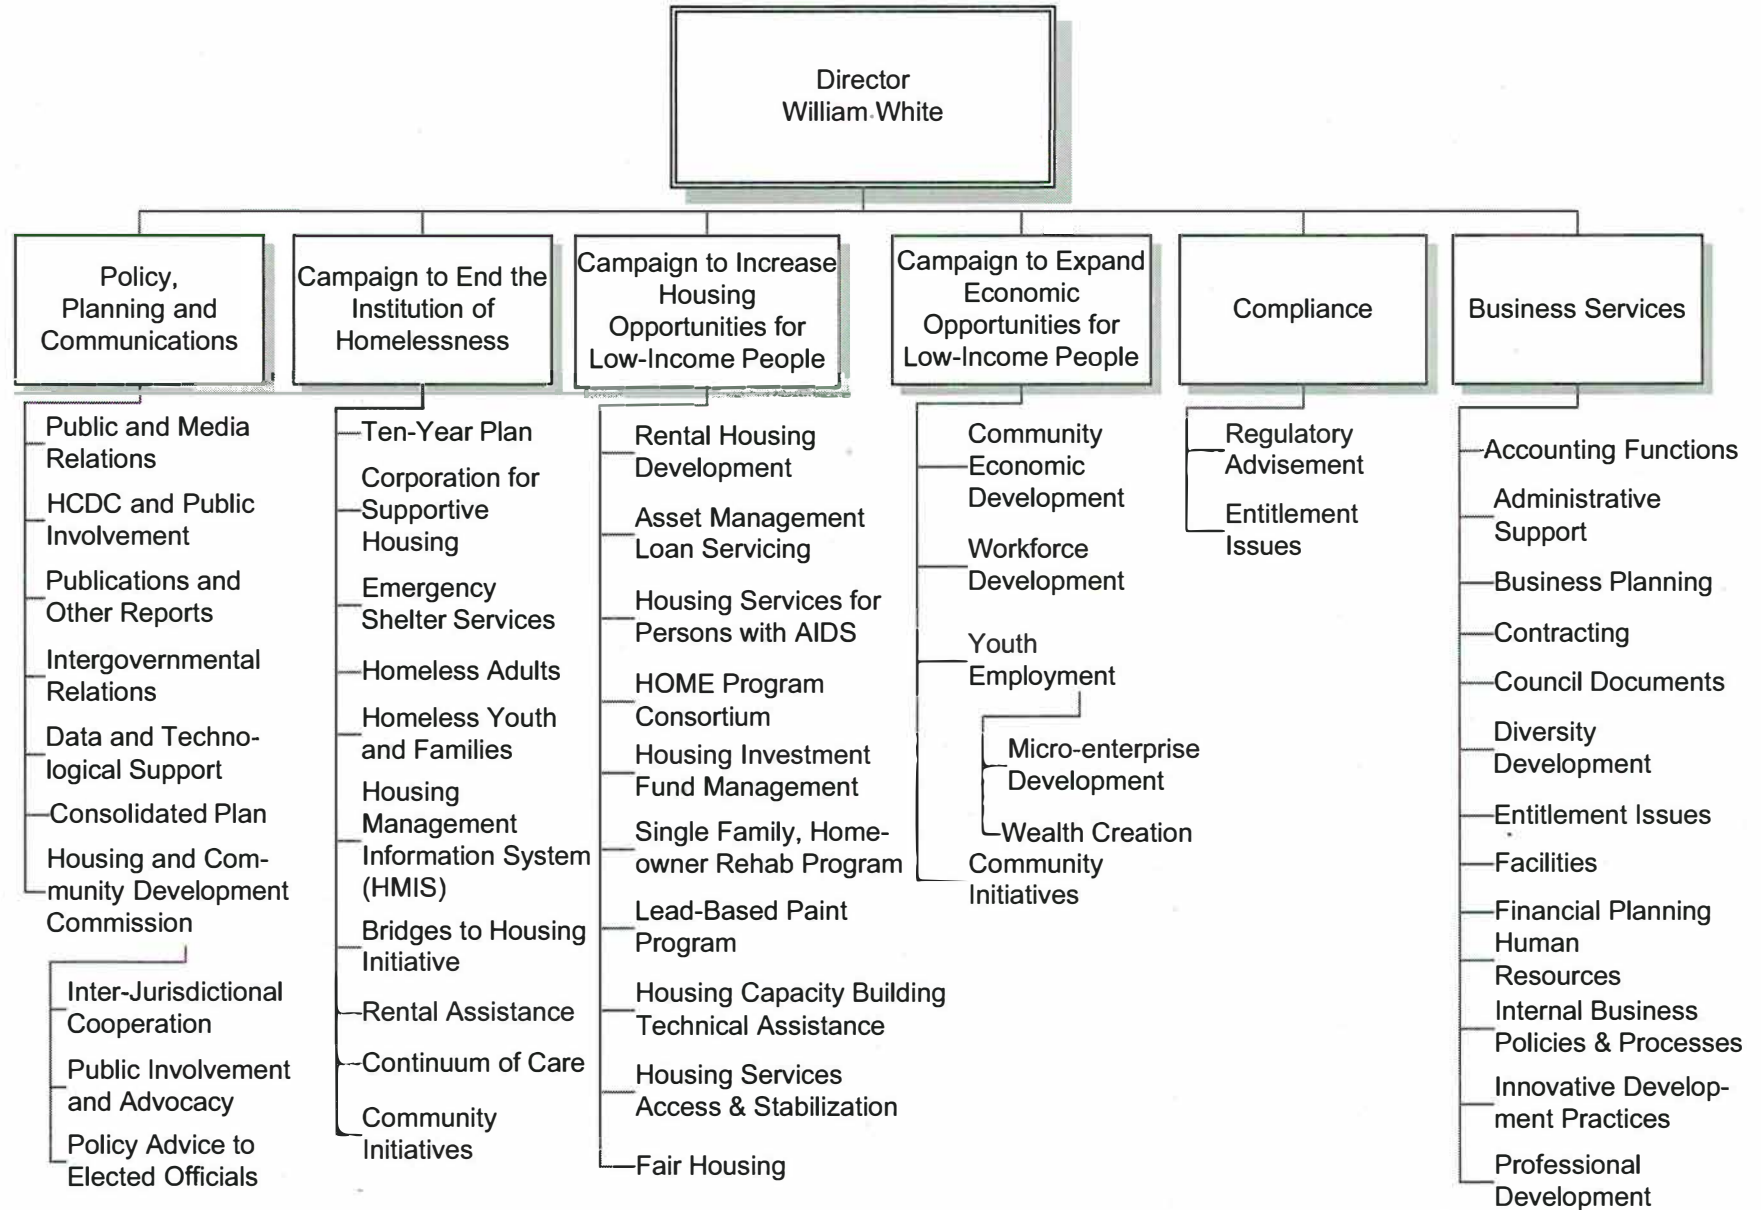 Director
William White
Policy,
Planning and
Communications
Campaign to End the
Institution of
Homelessness
Campaign to Increase
Housing
Opportunities for
Low-Income People
Campaign to Expand
Economic
Opportunities for
Low-Income People
Compliance
Business Services
Public and Media
Relations
HCDC and Public
Involvement
Publications and
Other Reports
Intergovernmental
Relations
Data and Techno-
logical Support
Consolidated Plan
Housing and Com-
munity Development
Commission
Inter-Jurisdictional
Cooperation
Public Involvement
and Advocacy
Policy Advice to
Elected Officials
Ten-Year Plan
Corporation for
Supportive
Housing
Emergency
Shelter Services
Homeless Adults
Homeless Youth
and Families
Housing
Management
Information System
(HMIS)
Bridges to Housing
Initiative
Rental Assistance
Continuum of Care
Community
Initiatives
Rental Housing
Development
Asset Management
Loan Servicing
Housing Services for
Persons with AIDS
HOME Program
Consortium
Housing Investment
Fund Management
Single Family, Home-
owner Rehab Program
Lead-Based Paint
Program
Housing Capacity Building
Technical Assistance
Housing Services
Access & Stabilization
Fair Housing
Community
Economic
Development
Workforce
Development
Youth
Employment
Micro-enterprise
Development
Wealth Creation
Community
Initiatives
Regulatory
Advisement
Entitlement
Issues
Accounting Functions
Administrative
Support
Business Planning
Contracting
Council Documents
Diversity
Development
Entitlement Issues
Facilities
Financial Planning
Human
Resources
Internal Business
Policies & Processes
Innovative Develop-
ment Practices
Professional
Development